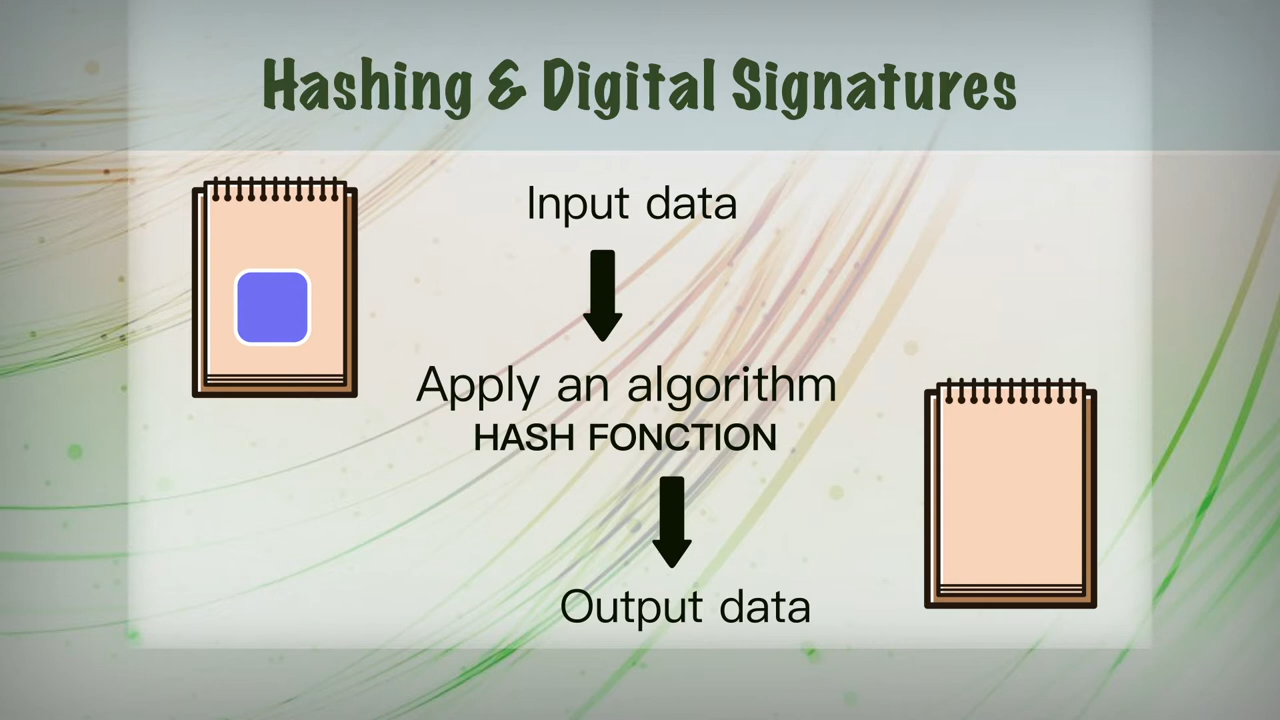 Hashing & Digital Signatures
Input data
Apply an algorithm
HASH FONCTION
Output data